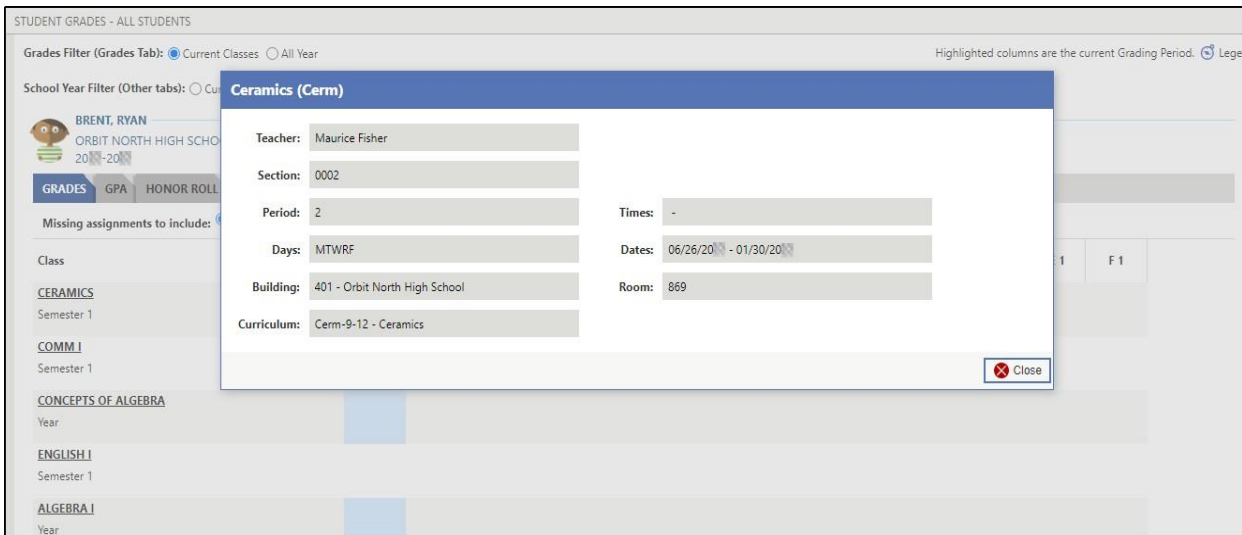 STUDENT GRADES - ALL STUDENTS
Grades Filter (Grades Tab): Current Classes All Year
Highlighted columns are the current Grading Period.
School Year Filter (Other tabs):
Ceramics (Cerm)
BRENT, RYAN
ORBIT NORTH HIGH
Teacher: Maurice Fisher
Section: 0002
GRADES GPA HONOR ROLL
Missing assignments to include:
Period: 2 Times: -
Days: MTWRF Dates: 06/26/20 - 01/30/20
Class 1 F 1
Building: 401 - Orbit North High School Room: 869
CERAMICS
Semester 1
Curriculum: Cerm-9-12 - Ceramics
COMM I
Semester 1
Close
CONCEPTS OF ALGEBRA
Year
ENGLISH I
Semester 1
ALGEBRA I
Year